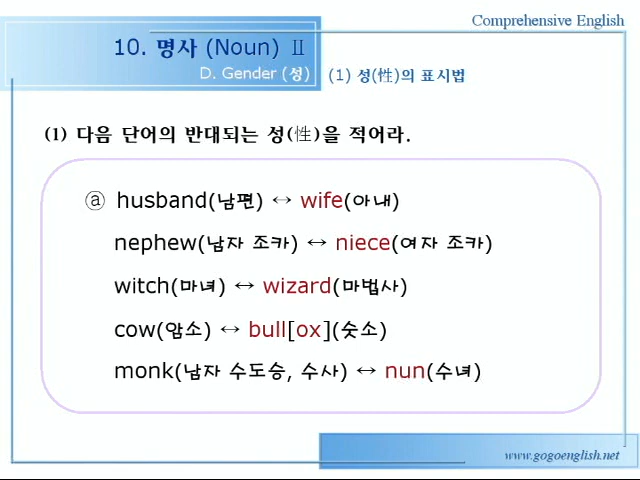 Comprehensive English
10. 명사 (Noun) Ⅱ
D. Gender (성) (1) 성(性)의 표시법
(1) 다음 단어의 반대되는 성(性)을 적어라.
ⓐ husband(남편) ↔ wife(아내)
nephew(남자 조카) ↔ niece(여자 조카)
witch(마녀) ↔ wizard(마법사)
cow(암소) ↔ bull[ox](숫소)
monk(남자 수도승, 수사) ↔ nun(수녀)
www.gogoenglish.net